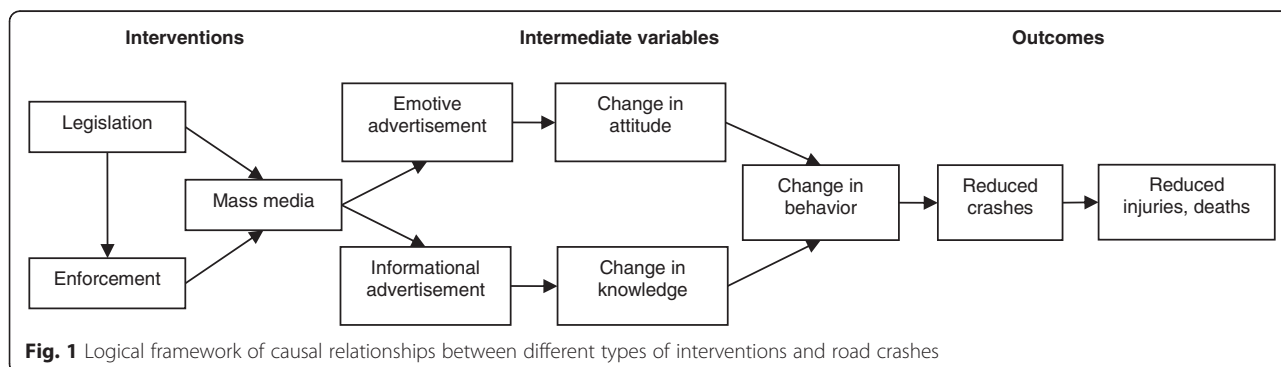 Interventions
Intermediate variables
Outcomes
Legislation
Enforcement
Mass media
Emotive
advertisement
Informational
advertisement
Change in
attitude
Change in
knowledge
Change in
behavior
Reduced
crashes
Reduced
injuries, deaths
Fig. 1 Logical framework of causal relationships between different types of interventions and road crashes